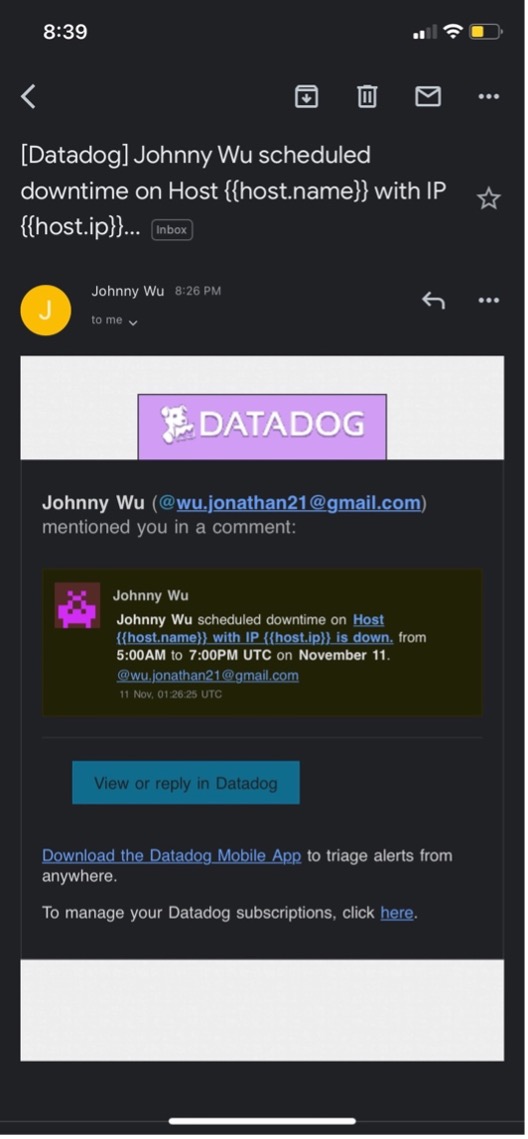 8:39
[Datadog] Johnny Wu scheduled
downtime on Host {{host.name}} with IP
{{host.ip}}... Inbox
J
Johnny Wu 8:26 PM
to me
DATADOG
Johnny Wu (@wu.jonathan21@gmail.com)
mentioned you in a comment:
Johnny Wu
Johnny Wu scheduled downtime on Host
{{host.name}} with IP {{host.ip}} is down. from
5:00AM to 7:00PM UTC on November 11.
@wu.jonathan21@gmail.com
11 Nov, 01:26:25 UTC
View or reply in Datadog
Download the Datadog Mobile App to triage alerts from
anywhere.
To manage your Datadog subscriptions, click here.